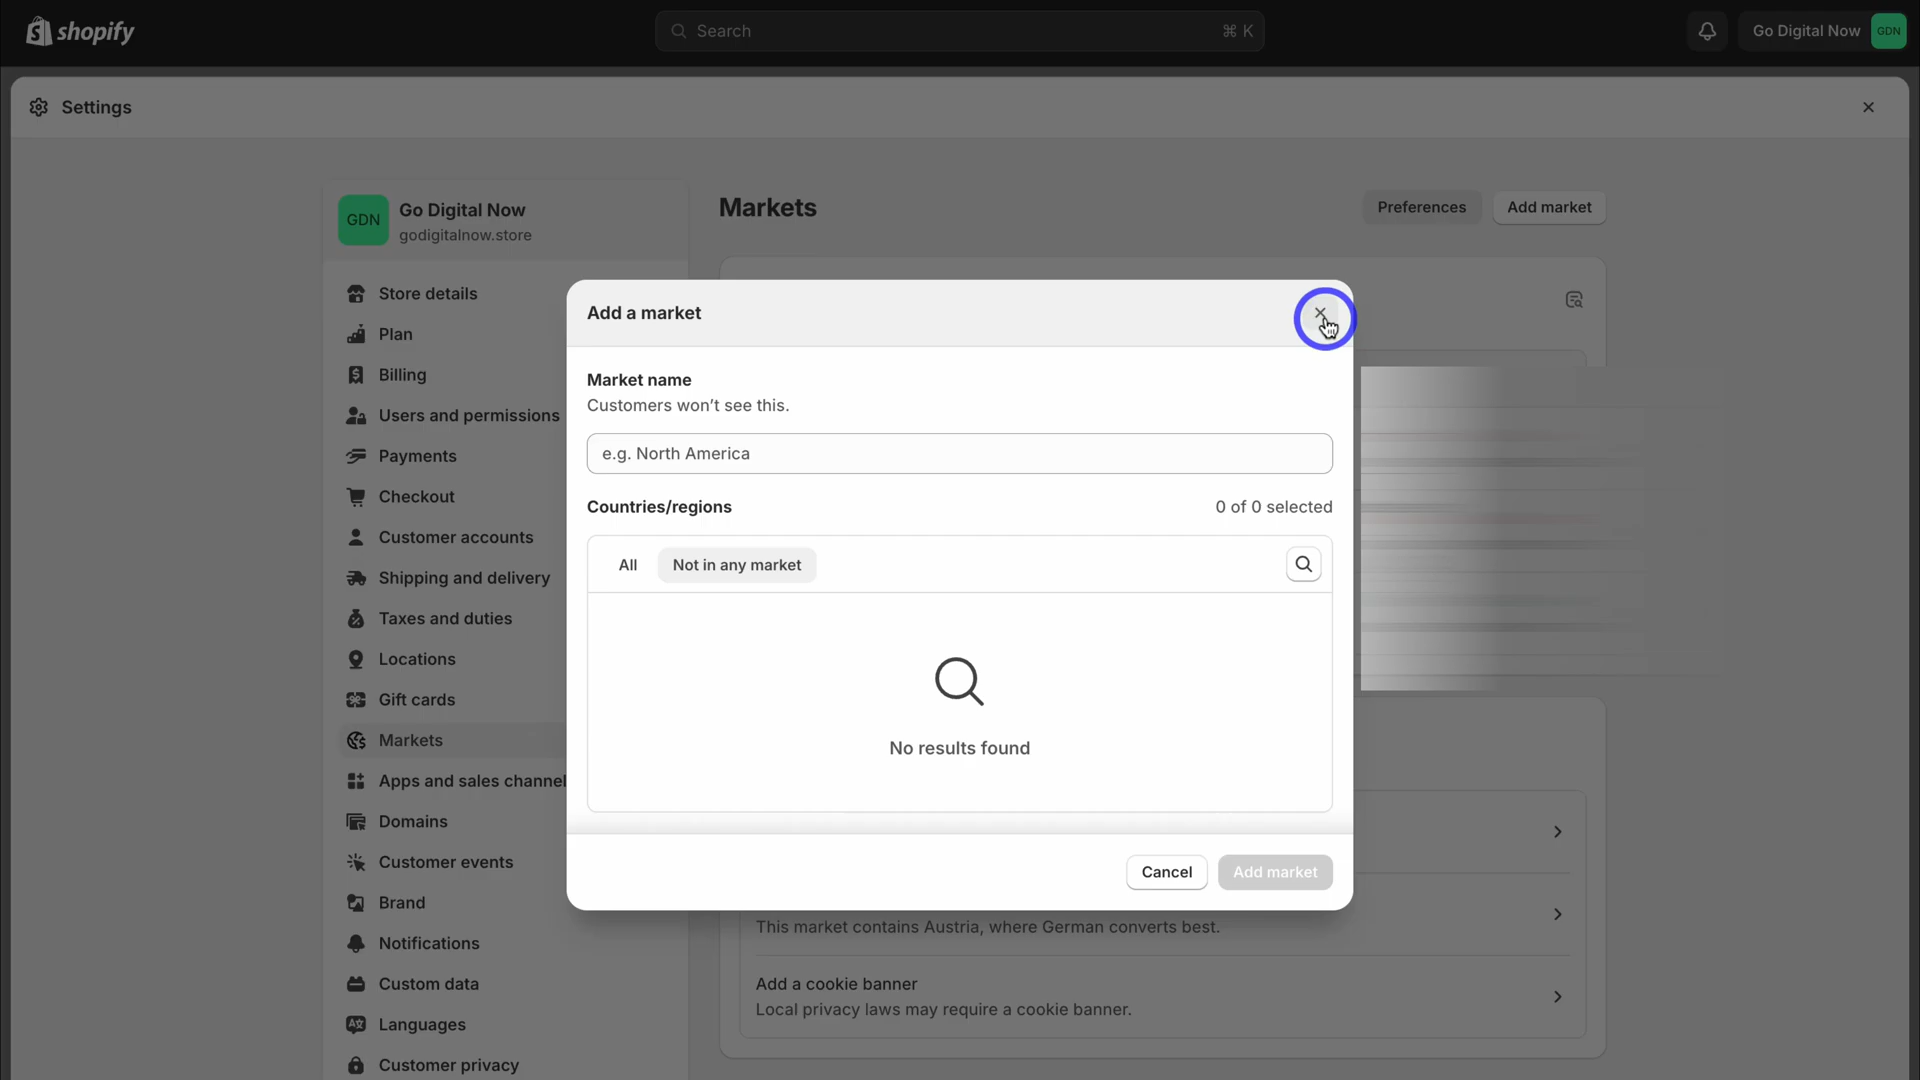 shopify
Search
⌘ K
Go Digital Now
GDN
Settings
GDN
Go Digital Now
godigitalnow.store
Store details
Plan
Billing
Users and permissions
Payments
Checkout
Customer accounts
Shipping and delivery
Taxes and duties
Locations
Gift cards
Markets
Apps and sales channel
Domains
Customer events
Brand
Notifications
Custom data
Languages
Customer privacy
Markets
Preferences
Add market
Add a market
Market name
Customers won’t see this.
e.g. North America
Countries/regions
0 of 0 selected
All
Not in any market
No results found
Cancel
Add market
This market contains Austria, where German converts best.
Add a cookie banner
Local privacy laws may require a cookie banner.